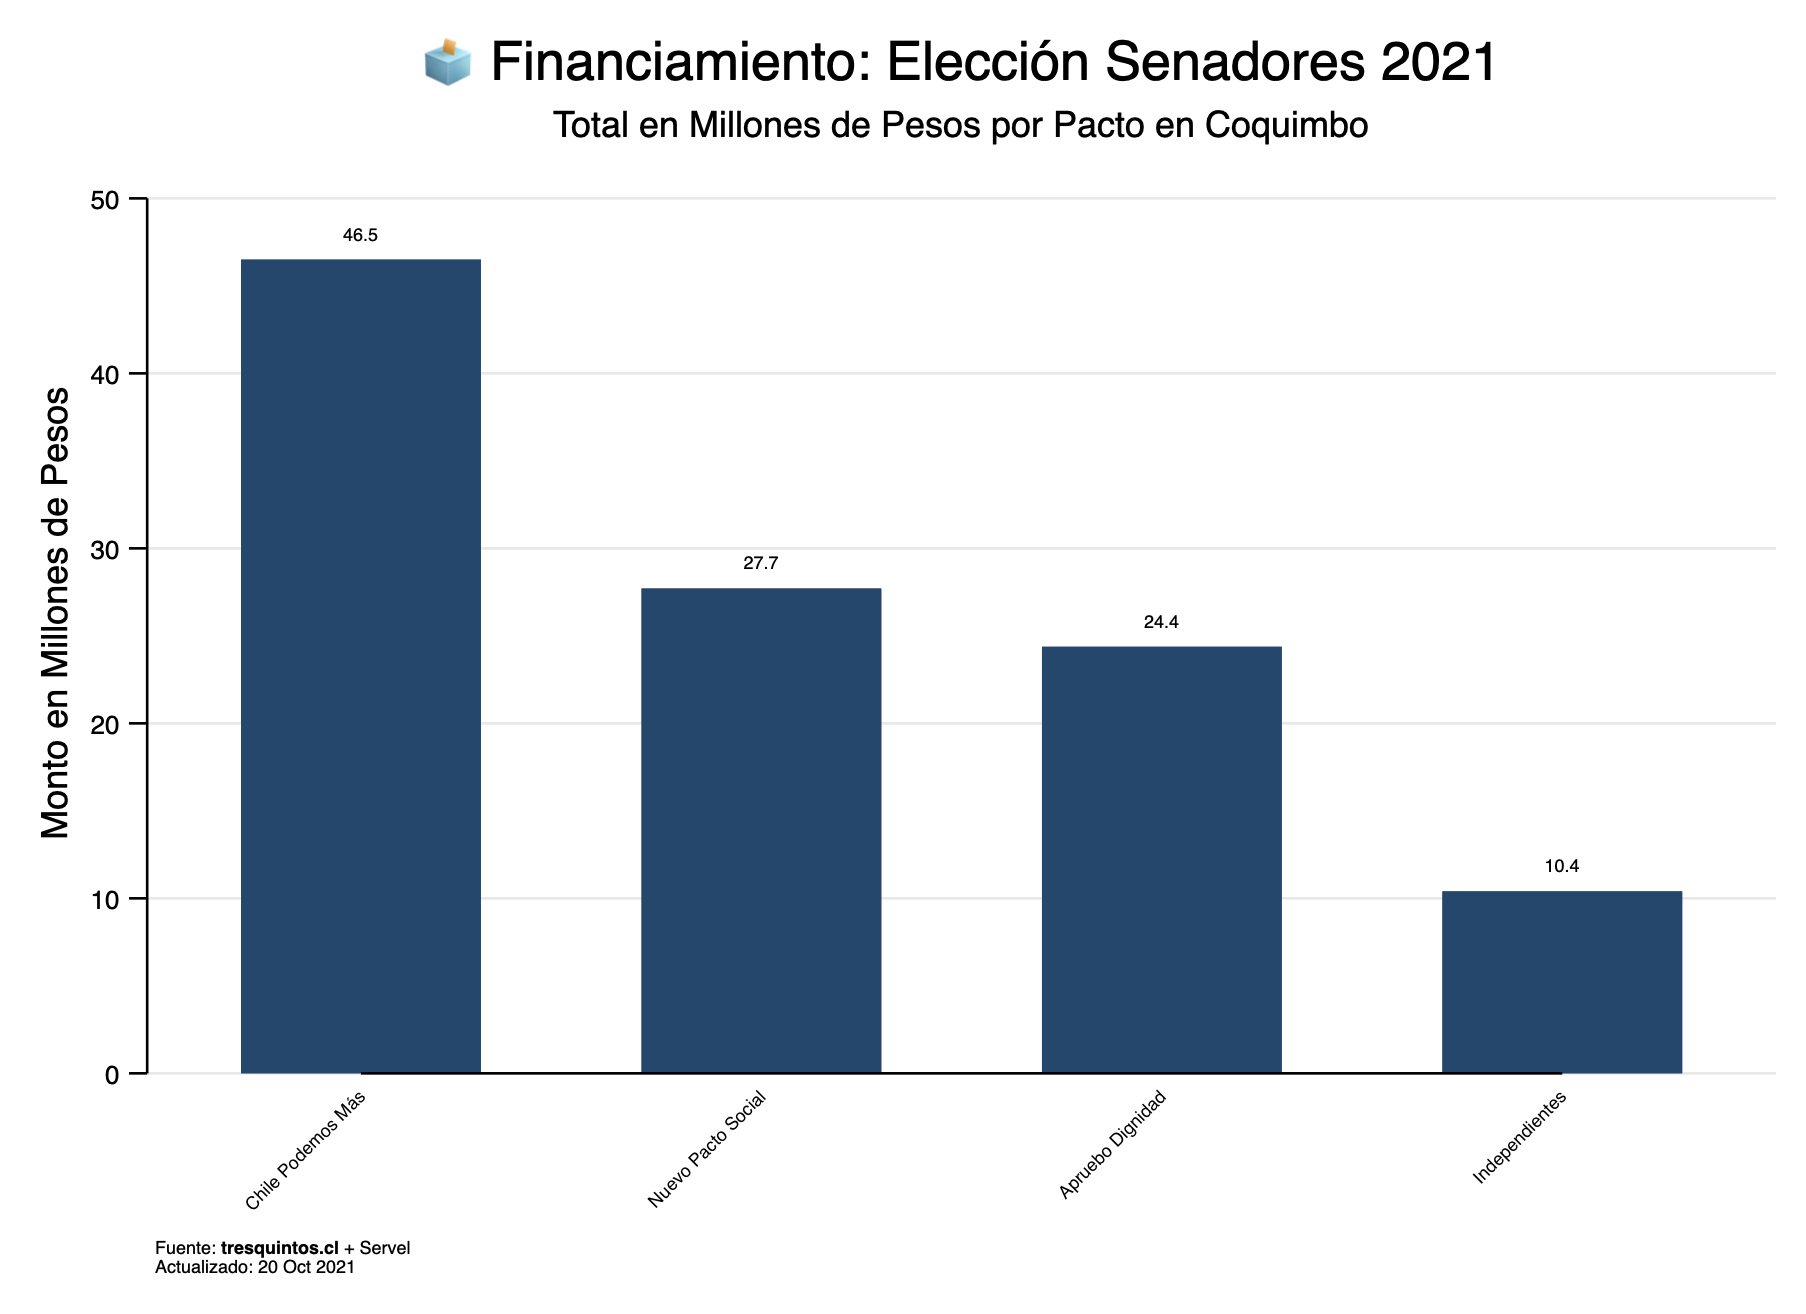 Financiamiento: Elección Senadores 2021
Total en Millones de Pesos por Pacto en Coquimbo
Monto en Millones de Pesos
50
40
30
20
10
0
46.5
27.7
24.4
10.4
Chile Podemos Más
Nuevo Pacto Social
Apruebo Dignidad
Independientes
Fuente: tresquintos.cl + Servel
Actualizado: 20 Oct 2021